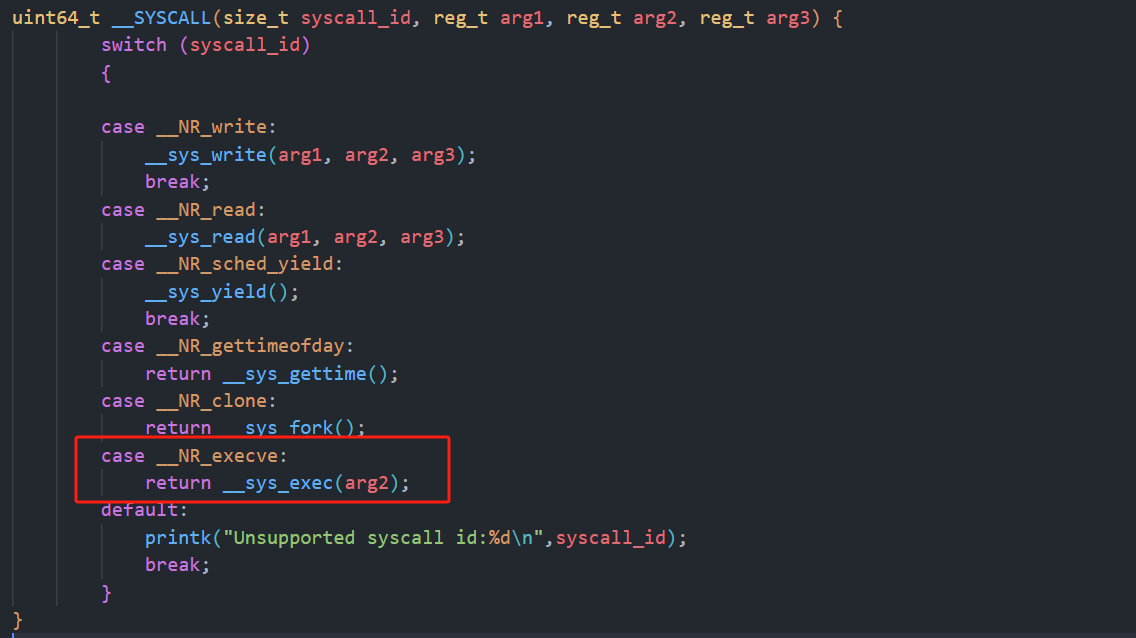 uint64_t __SYSCALL(size_t syscall_id, reg_t arg1, reg_t arg2, reg_t arg3) {
switch (syscall_id)
{
case __NR_write:
__sys_write(arg1, arg2, arg3);
break;
case __NR_read:
__sys_read(arg1, arg2, arg3);
case __NR_sched_yield:
__sys_yield();
break;
case __NR_gettimeofday:
return __sys_gettime();
case __NR_clone:
return __sys_fork();
case __NR_execve:
return __sys_exec(arg2);
default:
printk("Unsupported syscall id:%d\n",syscall_id);
break;
}
}